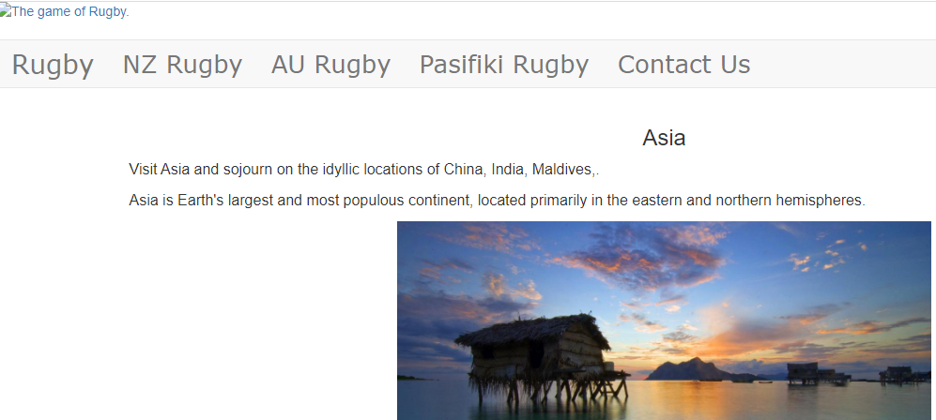 The game of Rugby.
Rugby NZ Rugby AU Rugby Pasifiki Rugby Contact Us
Asia
Visit Asia and sojourn on the idyllic locations of China, India, Maldives,.
Asia is Earth's largest and most populous continent, located primarily in the eastern and northern hemispheres.